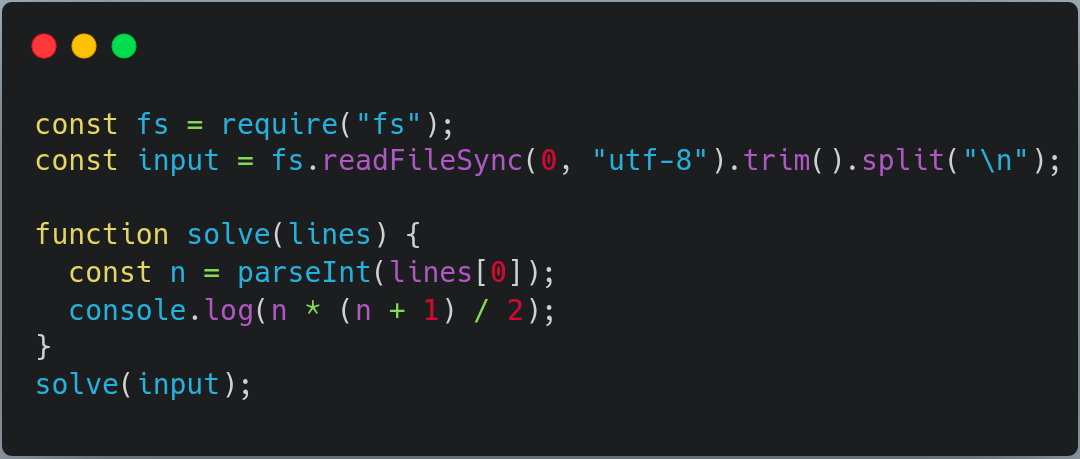 const fs = require("fs");
const input = fs.readFileSync(0, "utf-8").trim().split("\n");

function solve(lines) {
  const n = parseInt(lines[0]);
  console.log(n * (n + 1) / 2);
}
solve(input);